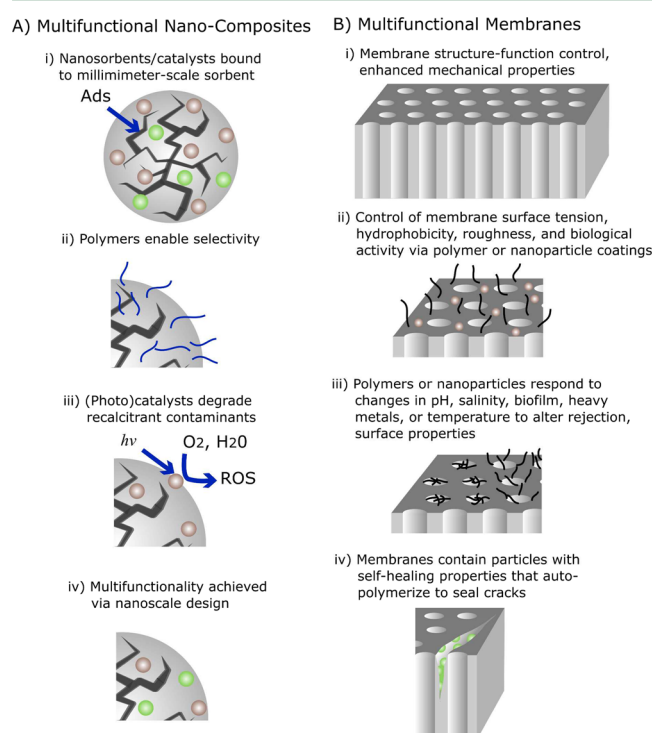 A) Multifunctional Nano-Composites
i) Nanosorbents/catalysts bound
to millimimeter-scale sorbent
Ads
ii) Polymers enable selectivity
iii) (Photo)catalysts degrade
recalcitrant contaminants
hv
O2, H20
ROS
iv) Multifunctionality achieved
via nanoscale design
B) Multifunctional Membranes
i) Membrane structure-function control,
enhanced mechanical properties
ii) Control of membrane surface tension,
hydrophobicity, roughness, and biological
activity via polymer or nanoparticle coatings
iii) Polymers or nanoparticles respond to
changes in pH, salinity, biofilm, heavy
metals, or temperature to alter rejection,
surface properties
iv) Membranes contain particles with
self-healing properties that auto-
polymerize to seal cracks